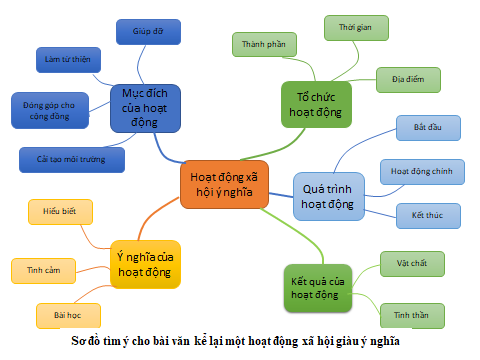 Giúp đỡ
Làm từ thiện
Đóng góp cho
cộng đồng
Cải tạo môi trường
Mục đích
của hoạt
động
Thành phần
Thời gian
Địa điểm
Tổ chức
hoạt động
Hoạt động xã
hội ý nghĩa
Bắt đầu
Hoạt động chính
Kết thúc
Quá trình
hoạt động
Hiểu biết
Tình cảm
Bài học
Ý nghĩa của
hoạt động
Kết quả của
hoạt động
Vật chất
Tinh thần
Sơ đồ tìm ý cho bài văn kể lại một hoạt động xã hội giàu ý nghĩa